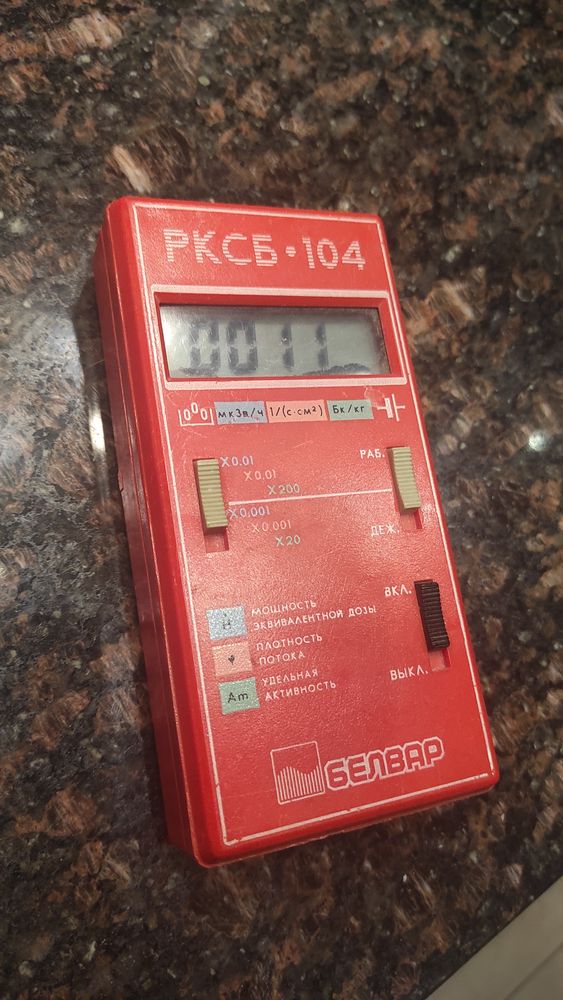 РКСБ·104
0011
мкЗв/ч 1/(с·см²) Бк/кг
X0.01
X0.01
X200
РАБ.
X0.001
X0.001
X20
ДЕЖ.
ВКЛ.
Ḣ МОЩНОСТЬ
ЭКВИВАЛЕНТНОЙ ДОЗЫ
φ ПЛОТНОСТЬ
ПОТОКА
Am УДЕЛЬНАЯ
АКТИВНОСТЬ
ВЫКЛ.
БЕЛВАР